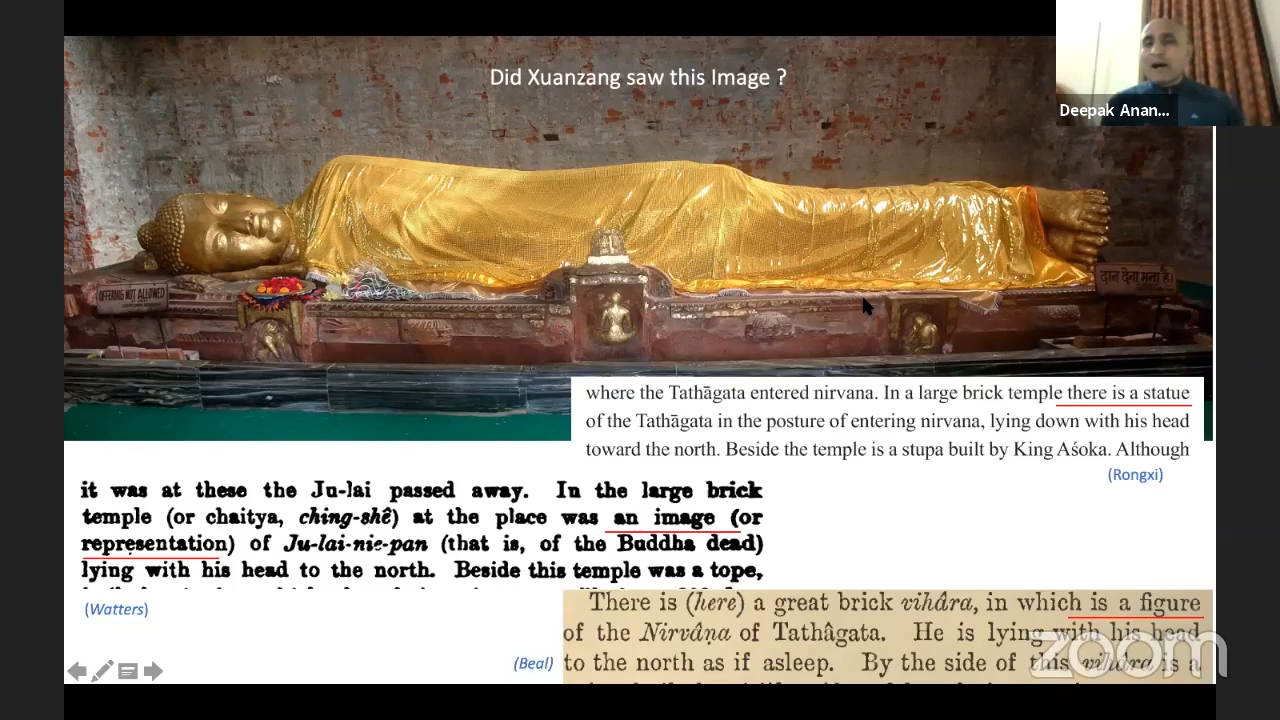 Did Xuanzang saw this Image ?
Deepak Anan...
OFFERING NOT ALLOWED
दान देना मना है।
where the Tathāgata entered nirvana. In a large brick temple there is a statue
of the Tathāgata in the posture of entering nirvana, lying down with his head
toward the north. Beside the temple is a stupa built by King Aśoka. Although
(Rongxi)
it was at these the Ju-lai passed away. In the large brick
temple (or chaitya, ching-shê) at the place was an image (or
representation) of Ju-lai-nie-pan (that is, of the Buddha dead)
lying with his head to the north. Beside this temple was a tope,
(Watters)
There is (here) a great brick vihâra, in which is a figure
of the Nirvâṇa of Tathâgata. He is lying with his head
to the north as if asleep. By the side of this vihâra is a
(Beal)
zoom